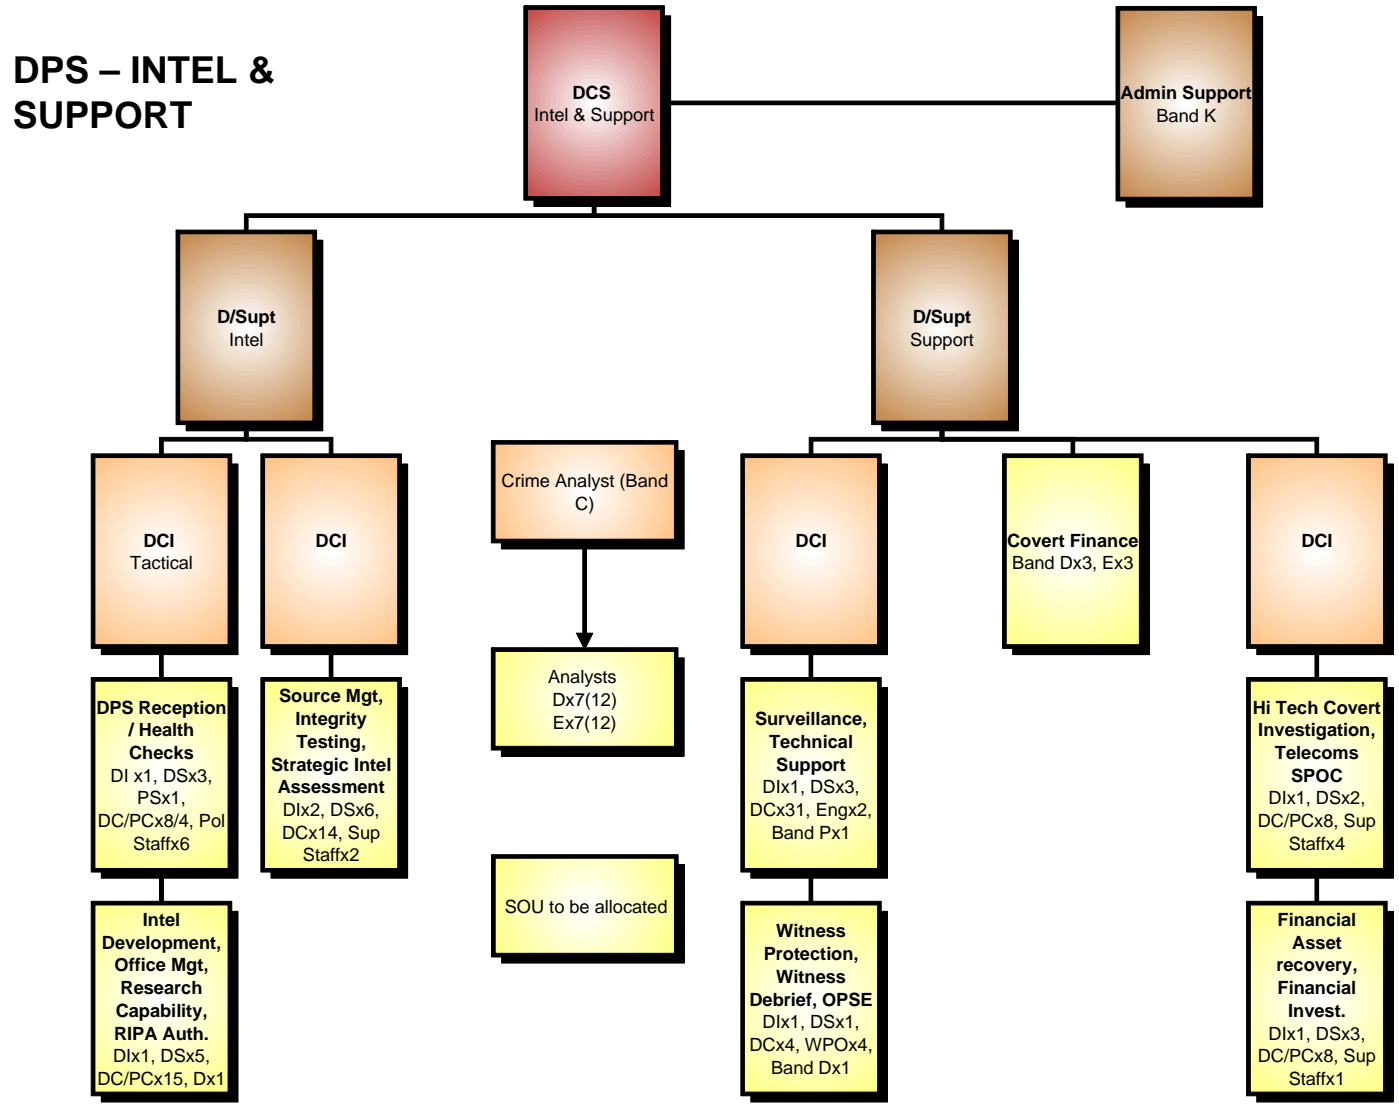 DPS – INTEL &
SUPPORT
DCS
Intel & Support
Admin Support
Band K
D/Supt
Intel
D/Supt
Support
DCI
Tactical
DCI
Crime Analyst (Band
C)
DCI
Covert Finance
Band Dx3, Ex3
DCI
DPS Reception
/ Health
Checks
DI x1, DSx3,
PSx1,
DC/PCx8/4, Pol
Staffx6
Source Mgt,
Integrity
Testing,
Strategic Intel
Assessment
DIx2, DSx6,
DCx14, Sup
Staffx2
Analysts
Dx7(12)
Ex7(12)
Surveillance,
Technical
Support
DIx1, DSx3,
DCx31, Engx2,
Band Px1
Hi Tech Covert
Investigation,
Telecoms
SPOC
DIx1, DSx2,
DC/PCx8, Sup
Staffx4
Intel
Development,
Office Mgt,
Research
Capability,
RIPA Auth.
DIx1, DSx5,
DC/PCx15, Dx1
SOU to be allocated
Witness
Protection,
Witness
Debrief, OPSE
DIx1, DSx1,
DCx4, WPOx4,
Band Dx1
Financial
Asset
recovery,
Financial
Invest.
DIx1, DSx3,
DC/PCx8, Sup
Staffx1